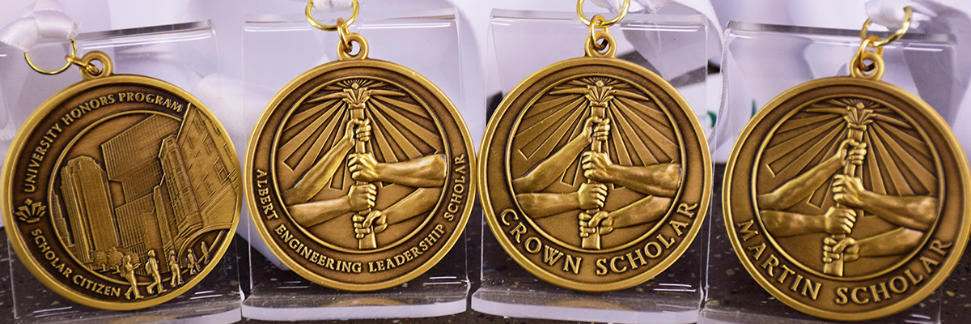 UNIVERSITY HONORS PROGRAM
SCHOLAR CITIZEN
ALBERT ENGINEERING LEADERSHIP SCHOLAR
CROWN SCHOLAR
MARTIN SCHOLAR